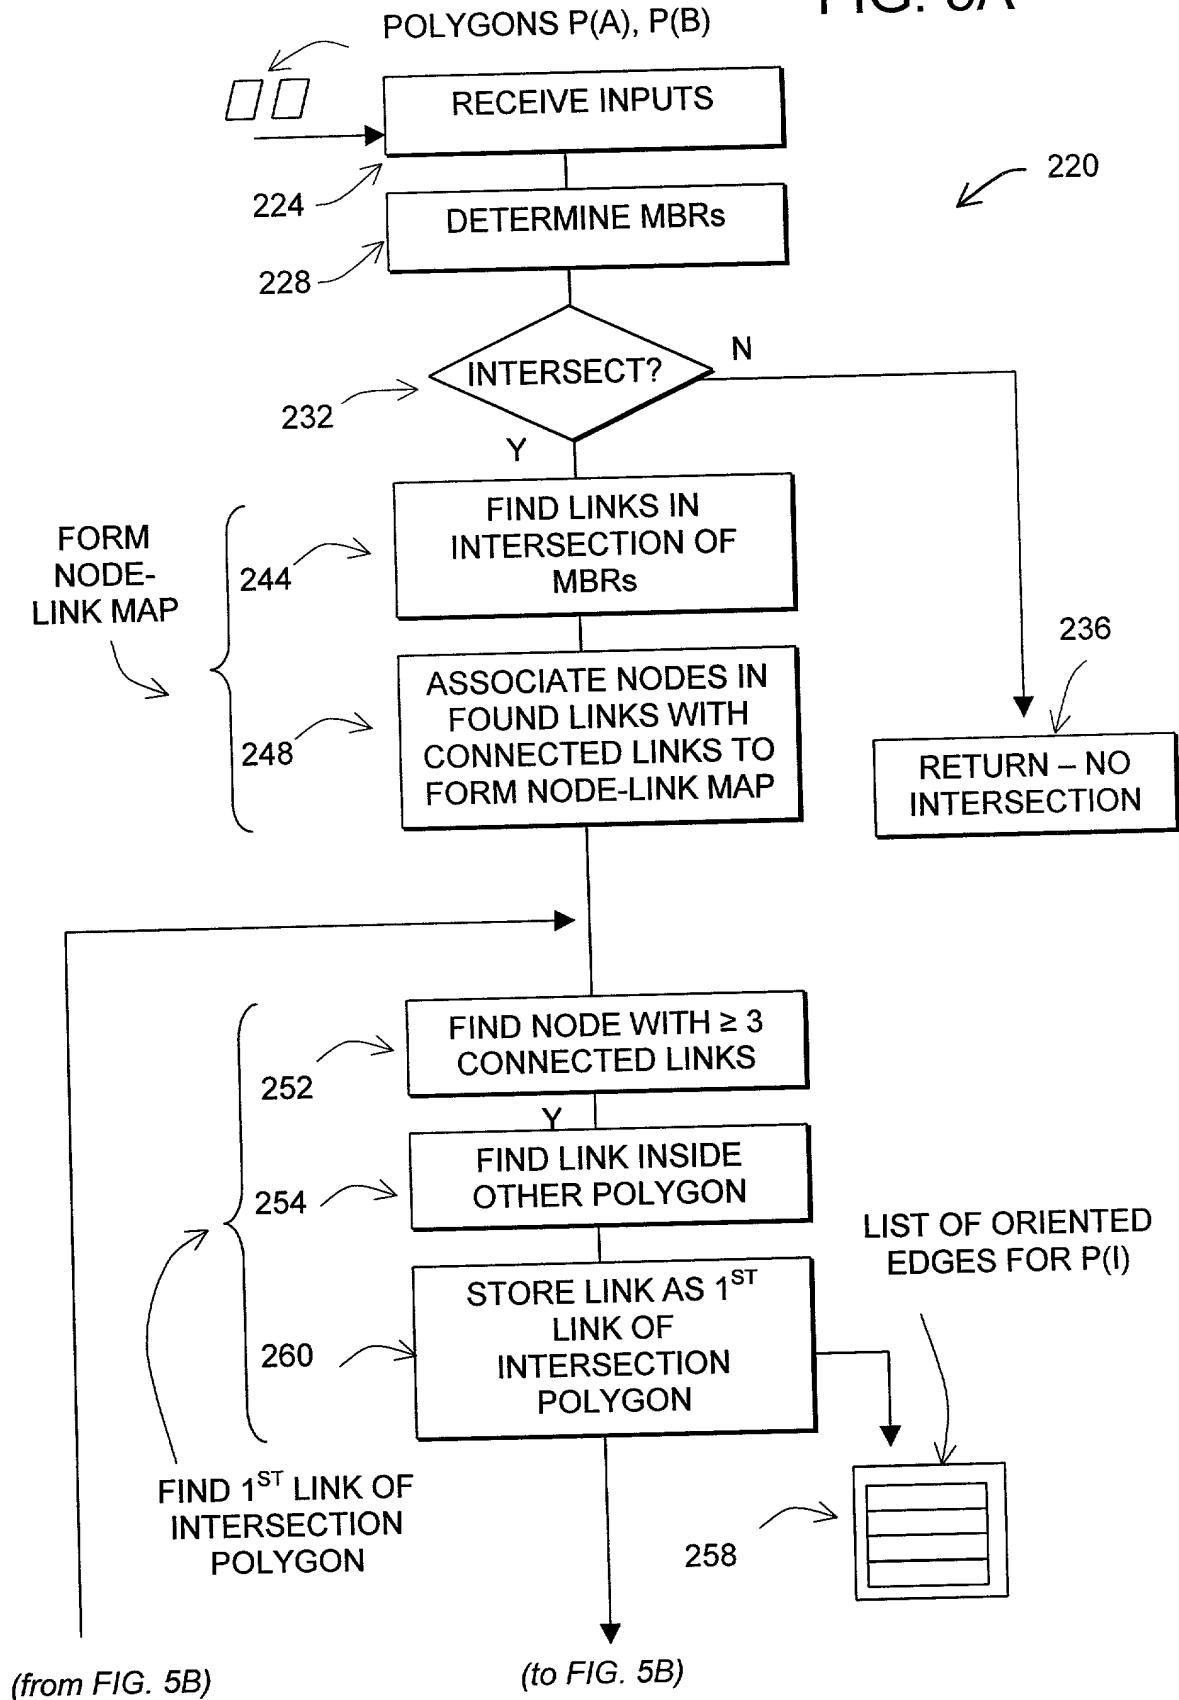 FIG. 5A
POLYGONS P(A), P(B)
RECEIVE INPUTS
224
220
DETERMINE MBRs
228
INTERSECT?
N
232
Y
FIND LINKS IN
INTERSECTION OF
MBRs
244
FORM
NODE-
LINK MAP
ASSOCIATE NODES IN
FOUND LINKS WITH
CONNECTED LINKS TO
FORM NODE-LINK MAP
248
236
RETURN – NO
INTERSECTION
FIND NODE WITH ≥ 3
CONNECTED LINKS
252
Y
FIND LINK INSIDE
OTHER POLYGON
254
LIST OF ORIENTED
EDGES FOR P(I)
STORE LINK AS 1ST
LINK OF
INTERSECTION
POLYGON
260
FIND 1ST LINK OF
INTERSECTION
POLYGON
258
(from FIG. 5B)
(to FIG. 5B)